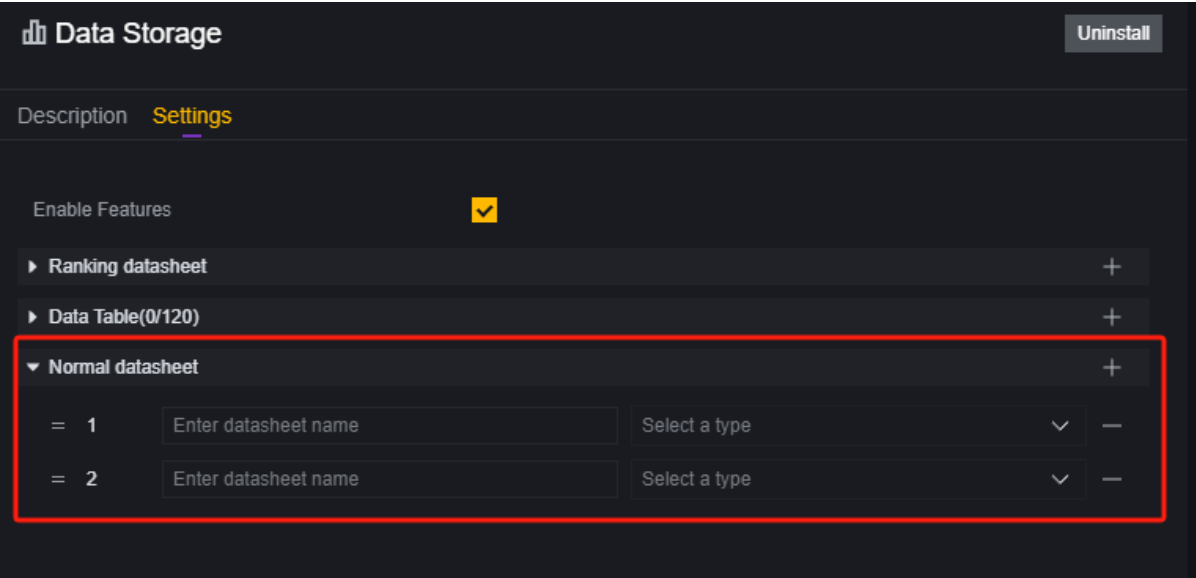 Data Storage
Uninstall
Description Settings
Enable Features
Ranking datasheet
Data Table(0/120)
Normal datasheet
= 1 Enter datasheet name Select a type
= 2 Enter datasheet name Select a type